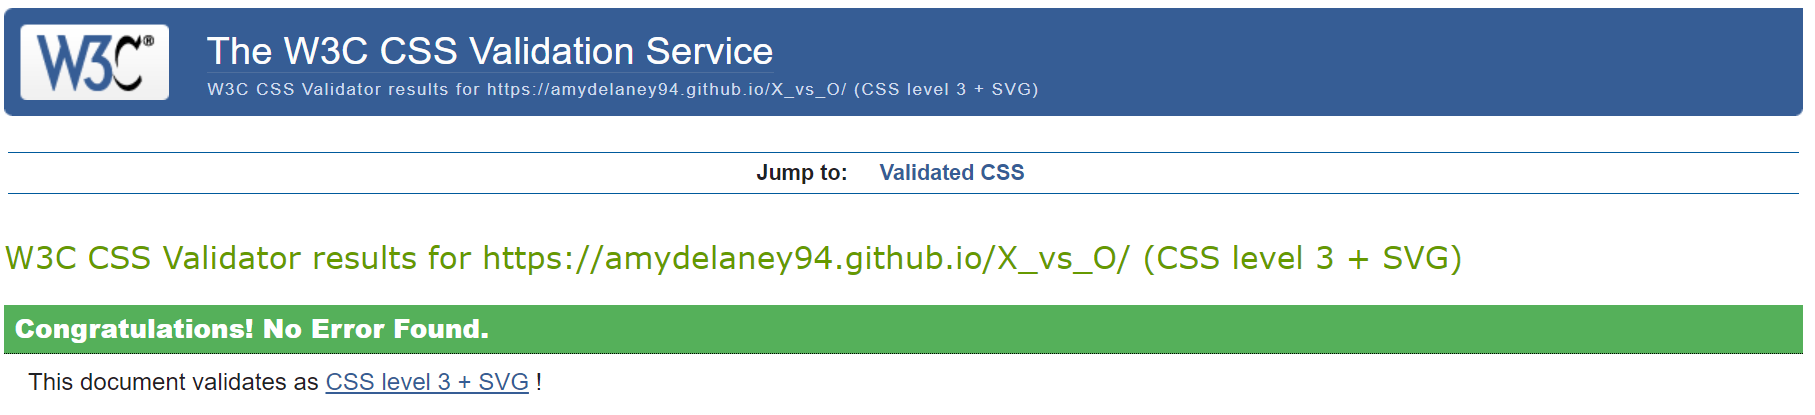 W3C®
The W3C CSS Validation Service
W3C CSS Validator results for https://amydelaney94.github.io/X_vs_O/ (CSS level 3 + SVG)
Jump to: Validated CSS
W3C CSS Validator results for https://amydelaney94.github.io/X_vs_O/ (CSS level 3 + SVG)
Congratulations! No Error Found.
This document validates as CSS level 3 + SVG !